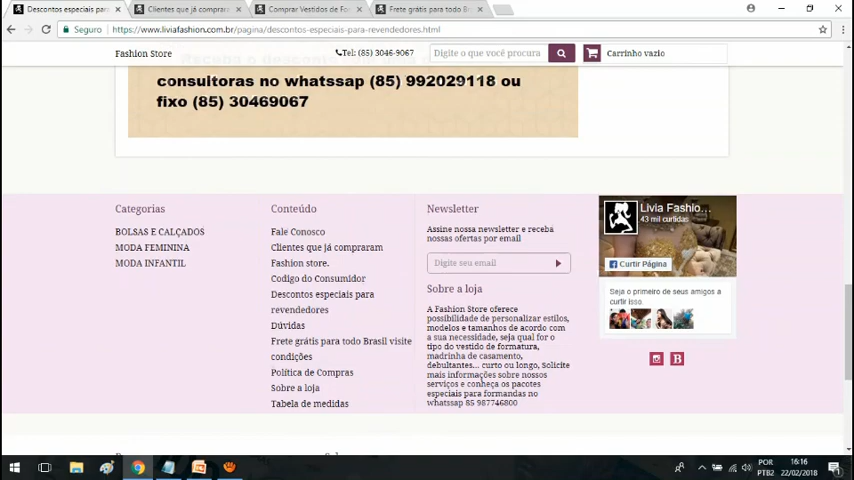 Descontos especiais para
Clientes que já compraram
Comprar Vestidos de For
Frete grátis para todo Br
Seguro
https://www.liviafashion.com.br/pagina/descontos-especiais-para-revendedores.html
Fashion Store
Tel: (85) 3046-9067
Digite o que você procura
Carrinho vazio
consultoras no whatssap (85) 992029118 ou
fixo (85) 30469067
Categorias
BOLSAS E CALÇADOS
MODA FEMININA
MODA INFANTIL
Conteúdo
Fale Conosco
Clientes que já compraram
Fashion store.
Codigo do Consumidor
Descontos especiais para
revendedores
Dúvidas
Frete grátis para todo Brasil visite
condições
Política de Compras
Sobre a loja
Tabela de medidas
Newsletter
Assine nossa newsletter e receba
nossas ofertas por email
Digite seu email
Sobre a loja
A Fashion Store oferece
possibilidade de personalizar estilos,
modelos e tamanhos de acordo com
a sua necessidade, seja qual for o
tipo do vestido de formatura,
madrinha de casamento,
debultantes... curto ou longo, Solicite
mais informações sobre nossos
serviços e conheça os pacotes
especiais para formandas no
whatssap 85 987746800
Livia Fashio...
43 mil curtidas
Curtir Página
Seja o primeiro de seus amigos a
curtir isso.
POR
PTB2
16:16
22/02/2018